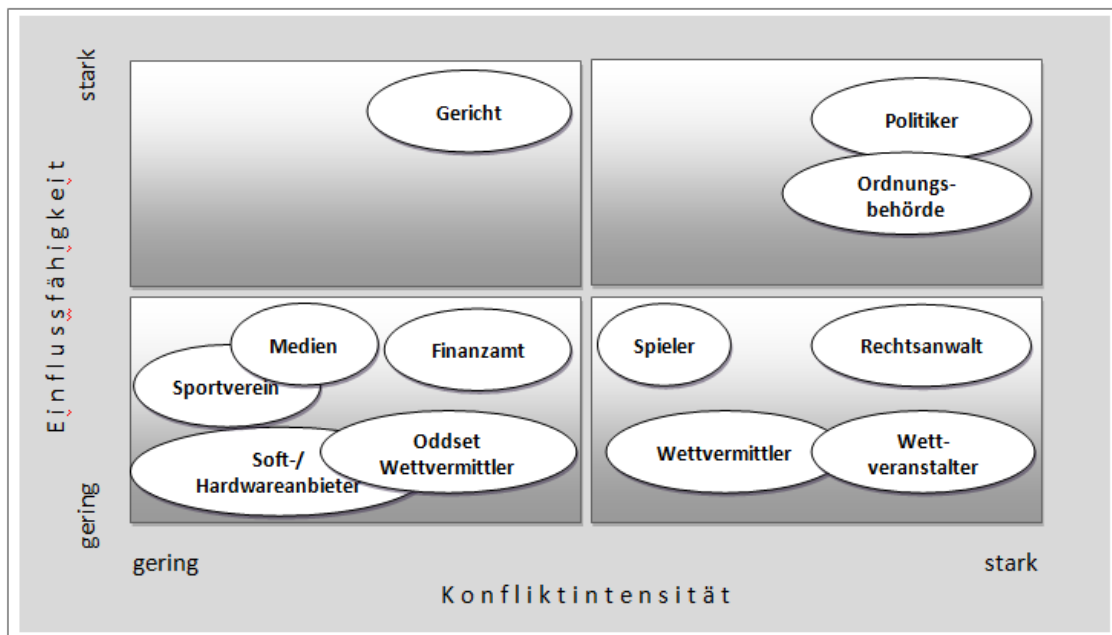 stark
Einflussfähigkeit
gering
Gericht
Politiker
Ordnungs-
behörde
Medien
Finanzamt
Sportverein
Oddset
Wettvermittler
Soft-/
Hardwareanbieter
Spieler
Rechtsanwalt
Wettvermittler
Wett-
veranstalter
gering
stark
Konfliktintensität